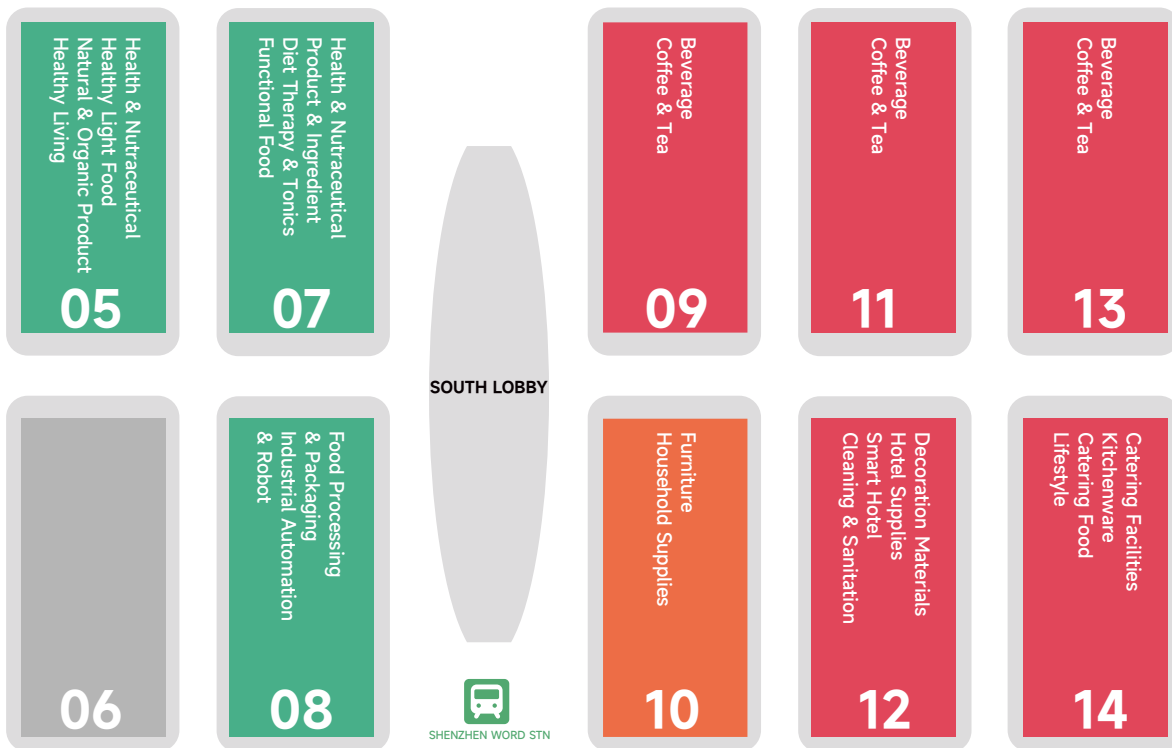 Health & Nutraceutical
Healthy Light Food
Natural & Organic Product
Healthy Living
05
Health & Nutraceutical
Product & Ingredient
Diet Therapy & Tonics
Functional Food
07
Beverage
Coffee & Tea
09
Beverage
Coffee & Tea
11
Beverage
Coffee & Tea
13
SOUTH LOBBY
06
Food Processing
& Packaging
Industrial Automation
& Robot
08
SHENZHEN WORD STN
Furniture
Household Supplies
10
Decoration Materials
Hotel Supplies
Smart Hotel
Cleaning & Sanitation
12
Catering Facilities
Kitchenware
Catering Food
Lifestyle
14